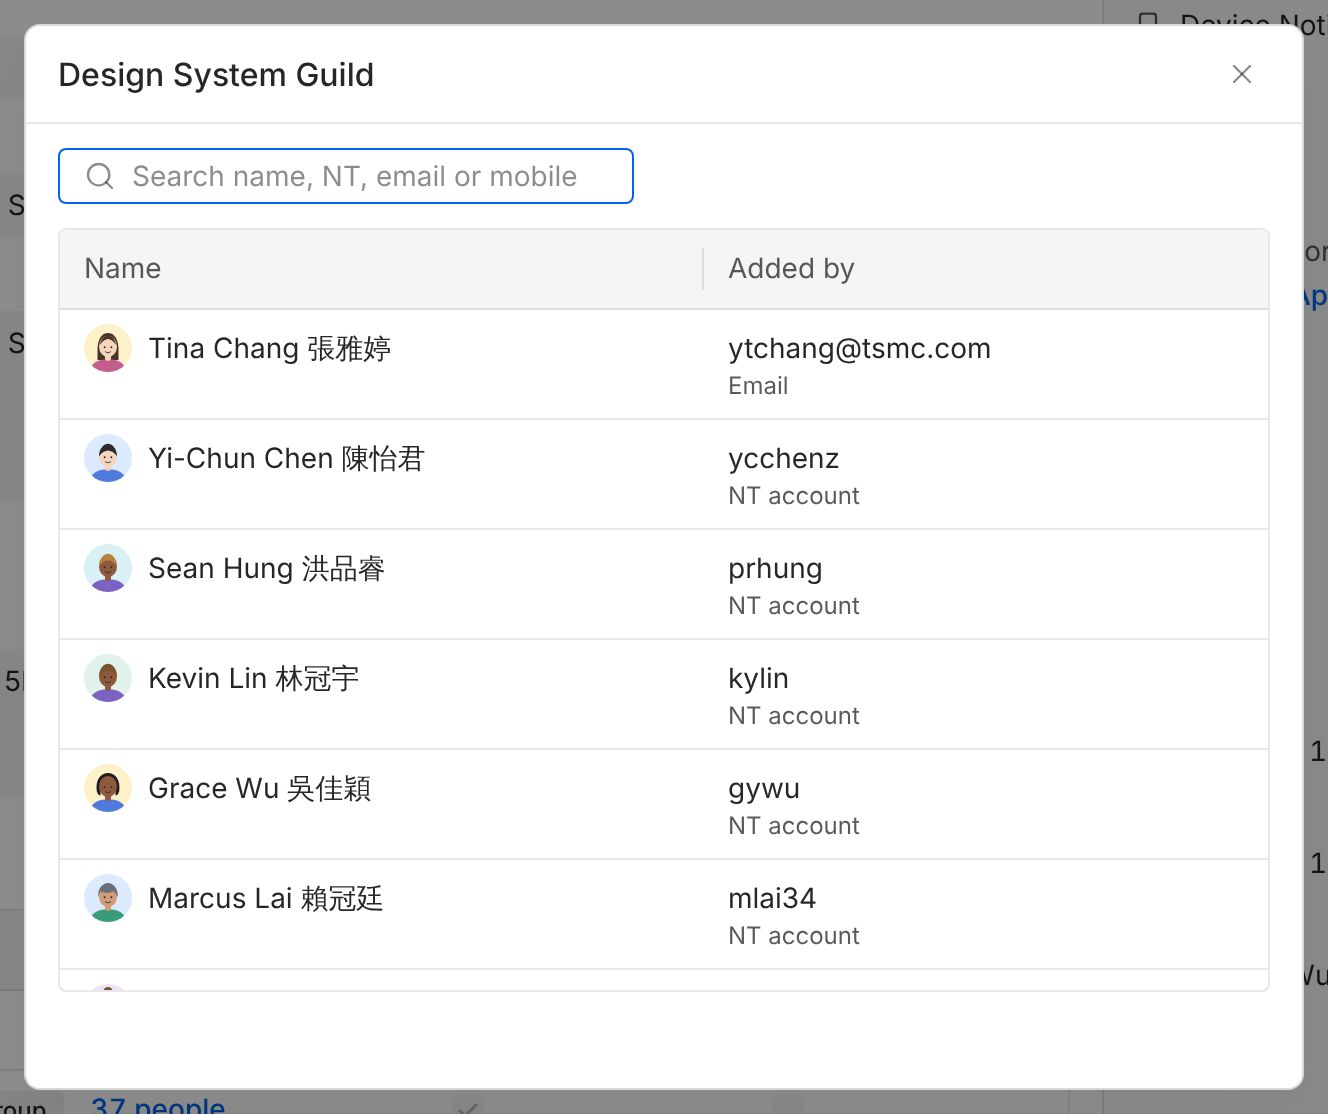 Design System Guild
Search name, NT, email or mobile
Name
Added by
Tina Chang 張雅婷
ytchang@tsmc.com
Email
Yi-Chun Chen 陳怡君
ycchenz
NT account
Sean Hung 洪品睿
prhung
NT account
Kevin Lin 林冠宇
kylin
NT account
Grace Wu 吳佳穎
gywu
NT account
Marcus Lai 賴冠廷
mlai34
NT account
37 people